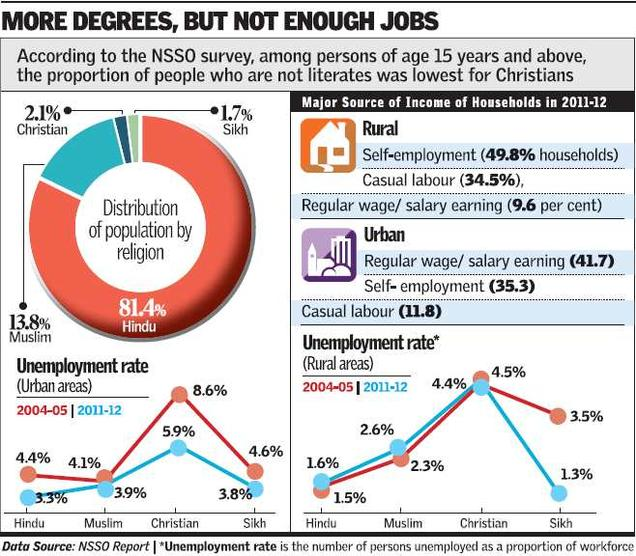 MORE DEGREES, BUT NOT ENOUGH JOBS
According to the NSSO survey, among persons of age 15 years and above,
the proportion of people who are not literates was lowest for Christians
2.1%
Christian
1.7%
Sikh
Distribution
of population by
religion
81.4%
Hindu
13.8%
Muslim
Major Source of Income of Households in 2011-12
Rural
Self-employment (49.8% households)
Casual labour (34.5%),
Regular wage/ salary earning (9.6 per cent)
Urban
Regular wage/ salary earning (41.7)
Self- employment (35.3)
Casual labour (11.8)
Unemployment rate
(Urban areas)
2004-05 | 2011-12
4.4%
3.3%
4.1%
3.9%
8.6%
5.9%
4.6%
3.8%
Hindu
Muslim
Christian
Sikh
Unemployment rate*
(Rural areas)
2004-05 | 2011-12
1.6%
1.5%
2.6%
2.3%
4.4%
4.5%
3.5%
1.3%
Hindu
Muslim
Christian
Sikh
Data Source: NSSO Report | *Unemployment rate is the number of persons unemployed as a proportion of workforce